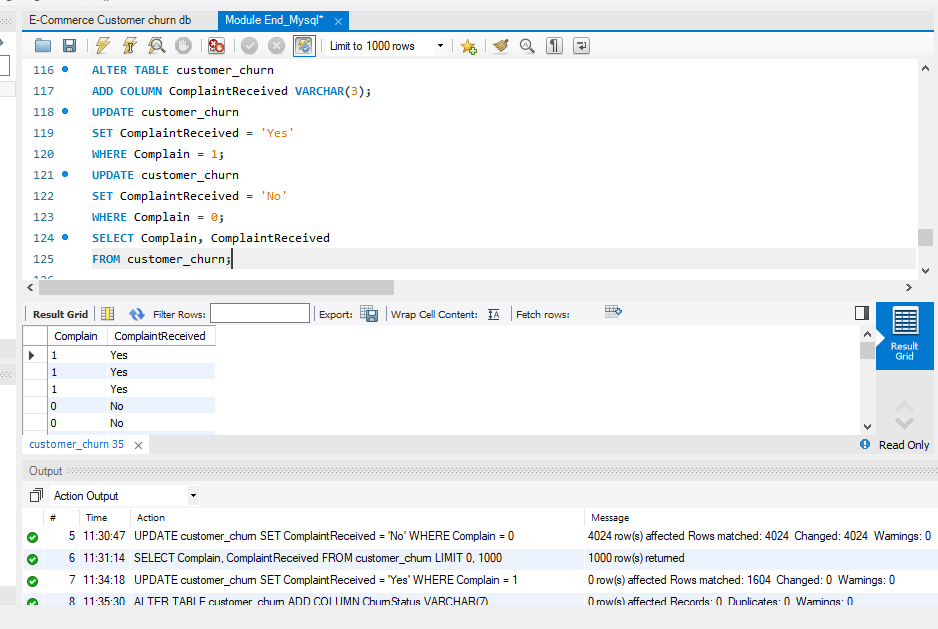 E-Commerce Customer churn db Module End_Mysql* ×
Limit to 1000 rows
116 ALTER TABLE customer_churn
117 ADD COLUMN ComplaintReceived VARCHAR(3);
118 UPDATE customer_churn
119 SET ComplaintReceived = 'Yes'
120 WHERE Complain = 1;
121 UPDATE customer_churn
122 SET ComplaintReceived = 'No'
123 WHERE Complain = 0;
124 SELECT Complain, ComplaintReceived
125 FROM customer_churn;
126
Result Grid Filter Rows: Export: Wrap Cell Content: IA Fetch rows:
Complain ComplaintReceived
1 Yes
1 Yes
1 Yes
0 No
0 No
Result
Grid
customer_churn 35 × Read Only
Output
Action Output
# Time Action Message
5 11:30:47 UPDATE customer_churn SET ComplaintReceived = 'No' WHERE Complain = 0 4024 row(s) affected Rows matched: 4024 Changed: 4024 Warnings: 0
6 11:31:14 SELECT Complain, ComplaintReceived FROM customer_churn LIMIT 0, 1000 1000 row(s) returned
7 11:34:18 UPDATE customer_churn SET ComplaintReceived = 'Yes' WHERE Complain = 1 0 row(s) affected Rows matched: 1604 Changed: 0 Warnings: 0
8 11:35:30 ALTER TABLE customer_churn ADD COLUMN ChurnStatus VARCHAR(7) 0 row(s) affected Records: 0 Duplicates: 0 Warnings: 0